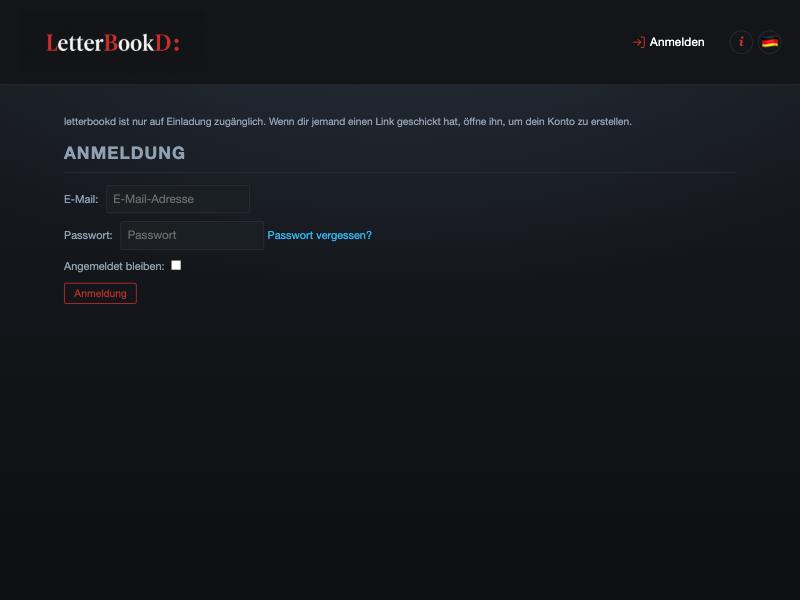 LetterBookD:
Anmelden
i
letterbookd ist nur auf Einladung zugänglich. Wenn dir jemand einen Link geschickt hat, öffne ihn, um dein Konto zu erstellen.
ANMELDUNG
E-Mail: E-Mail-Adresse
Passwort: Passwort Passwort vergessen?
Angemeldet bleiben:
Anmeldung